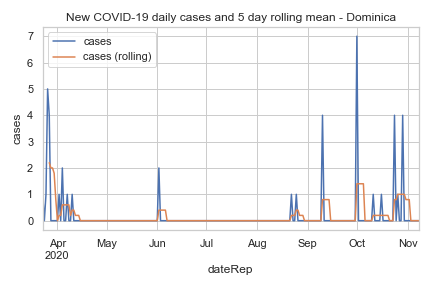 New COVID-19 daily cases and 5 day rolling mean - Dominica
cases
cases (rolling)
7
6
5
4
3
2
1
0
cases
Apr May Jun Jul Aug Sep Oct Nov
2020
dateRep